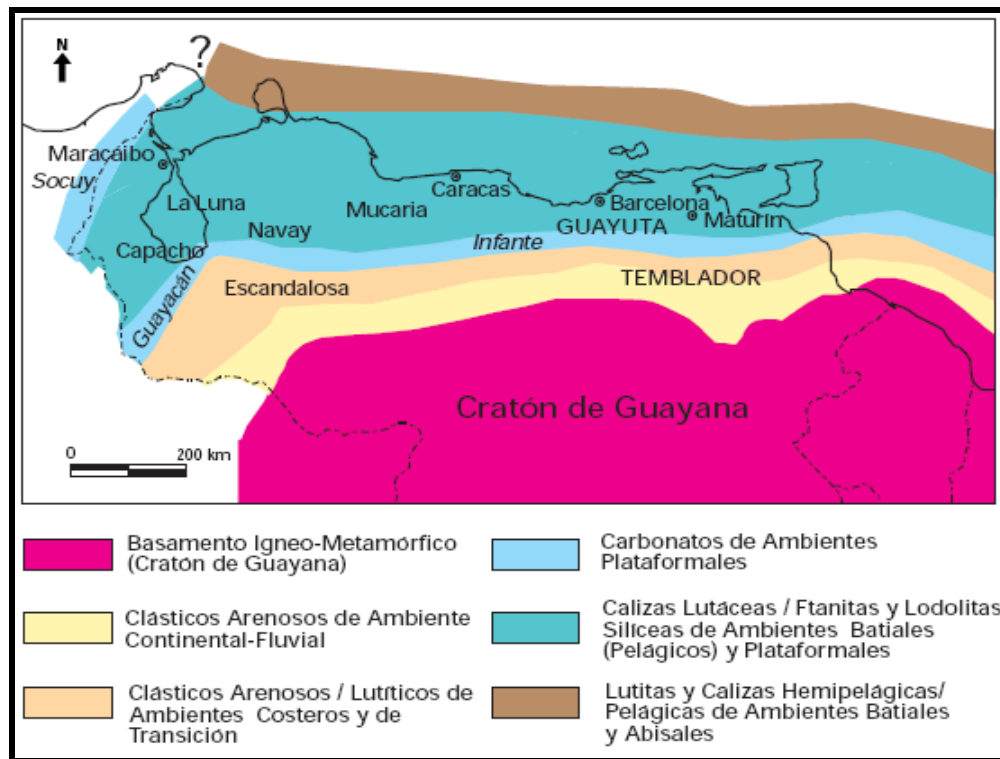 N
?
Maracaibo
Socuy
La Luna
Capacho
Guayacán
Navay
Mucaria
Caracas
Barcelona
GUAYUTA
Maturín
Infante
Escandalosa
TEMBLADOR
Cratón de Guayana
0 200 km
Basamento Igneo-Metamórfico
(Cratón de Guayana)
Clásticos Arenosos de Ambiente
Continental-Fluvial
Clásticos Arenosos / Lutíticos de
Ambientes Costeros y de
Transición
Carbonatos de Ambientes
Plataformales
Calizas Lutáceas / Ftanitas y Lodolitas
Silíceas de Ambientes Batiales
(Pelágicos) y Plataformales
Lutitas y Calizas Hemipelágicas/
Pelágicas de Ambientes Batiales
y Abisales